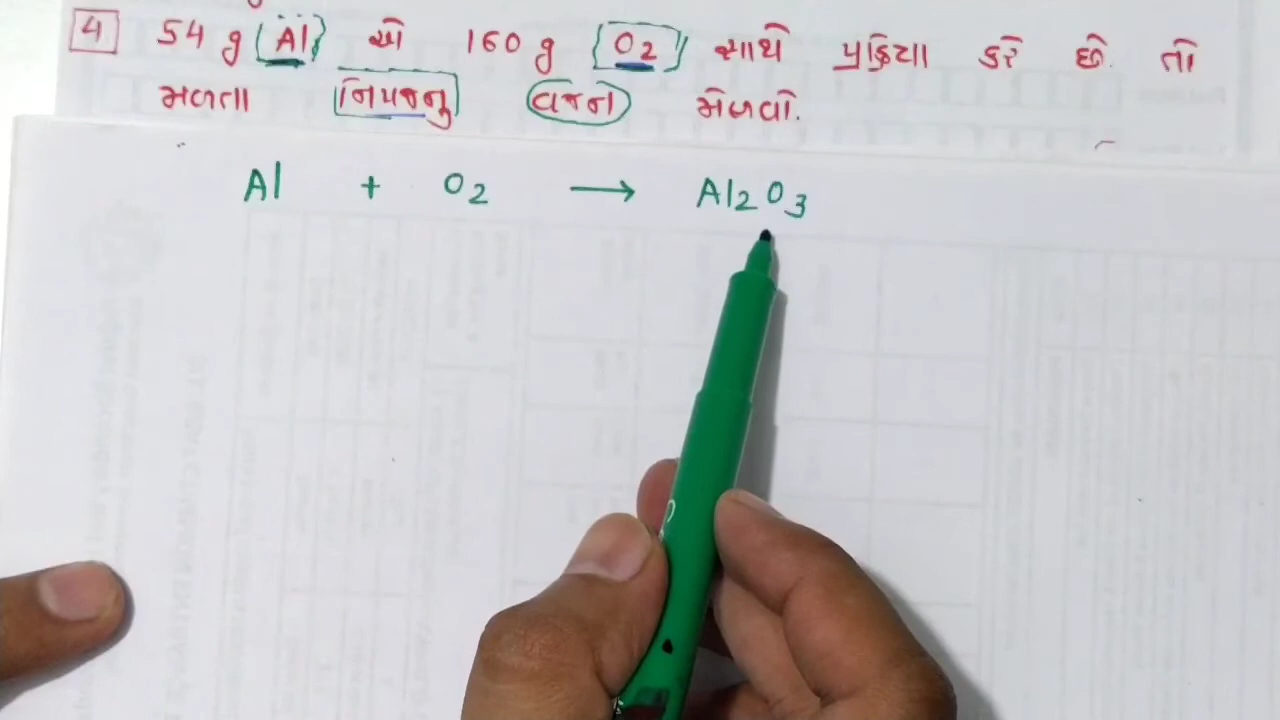 4 54 g Al એ 160 g O2 સાથે પ્રક્રિયા કરે છે. તો
મળતા નિપજનુ વજન મેળવો.
Al + O2 → Al2O3